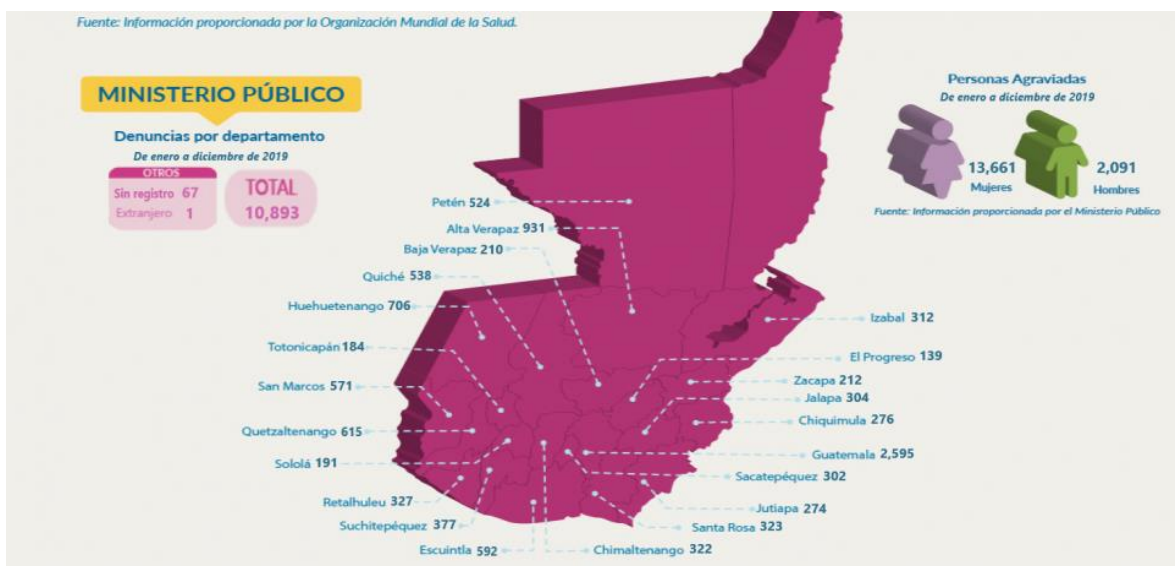 Fuente: Información proporcionada por la Organización Mundial de la Salud.
MINISTERIO PÚBLICO
Denuncias por departamento
De enero a diciembre de 2019
OTROS
Sin registro 67
Extranjero 1
TOTAL
10,893
Personas Agraviadas
De enero a diciembre de 2019
13,661
Mujeres
2,091
Hombres
Fuente: Información proporcionada por el Ministerio Público
Petén 524
Alta Verapaz 931
Baja Verapaz 210
Quiché 538
Huehuetenango 706
Totonicapán 184
San Marcos 571
Quetzaltenango 615
Sololá 191
Retalhuleu 327
Suchitepéquez 377
Escuintla 592
Izabal 312
El Progreso 139
Zacapa 212
Jalapa 304
Chiquimula 276
Guatemala 2,595
Sacatepéquez 302
Jutiapa 274
Santa Rosa 323
Chimaltenango 322